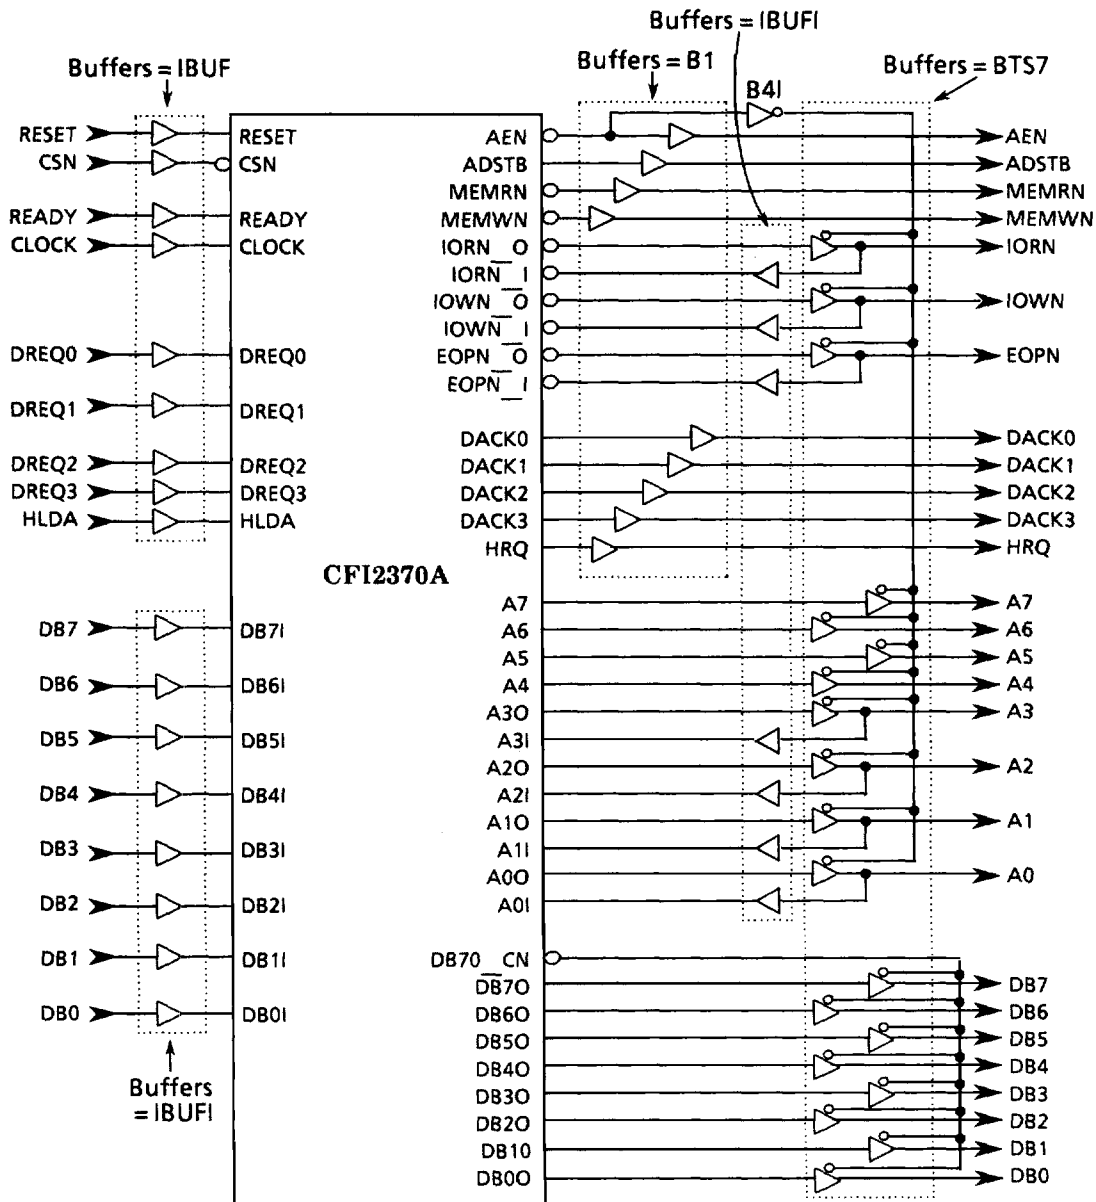 Buffers = IBUFI
Buffers = IBUF
Buffers = B1
Buffers = BTS7
B4I
RESET
CSN
READY
CLOCK
DREQ0
DREQ1
DREQ2
DREQ3
HLDA
DB7
DB6
DB5
DB4
DB3
DB2
DB1
DB0
Buffers
= IBUFI
RESET
CSN
READY
CLOCK
DREQ0
DREQ1
DREQ2
DREQ3
HLDA
DB7I
DB6I
DB5I
DB4I
DB3I
DB2I
DB1I
DB0I
CFI2370A
AEN
ADSTB
MEMRN
MEMWN
IORN_O
IORN_I
IOWN_O
IOWN_I
EOPN_O
EOPN_I
DACK0
DACK1
DACK2
DACK3
HRQ
A7
A6
A5
A4
A3O
A3I
A2O
A2I
A1O
A1I
A0O
A0I
DB70_CN
DB7O
DB6O
DB5O
DB4O
DB3O
DB2O
DB10
DB0O
AEN
ADSTB
MEMRN
MEMWN
IORN
IOWN
EOPN
DACK0
DACK1
DACK2
DACK3
HRQ
A7
A6
A5
A4
A3
A2
A1
A0
DB7
DB6
DB5
DB4
DB3
DB2
DB1
DB0